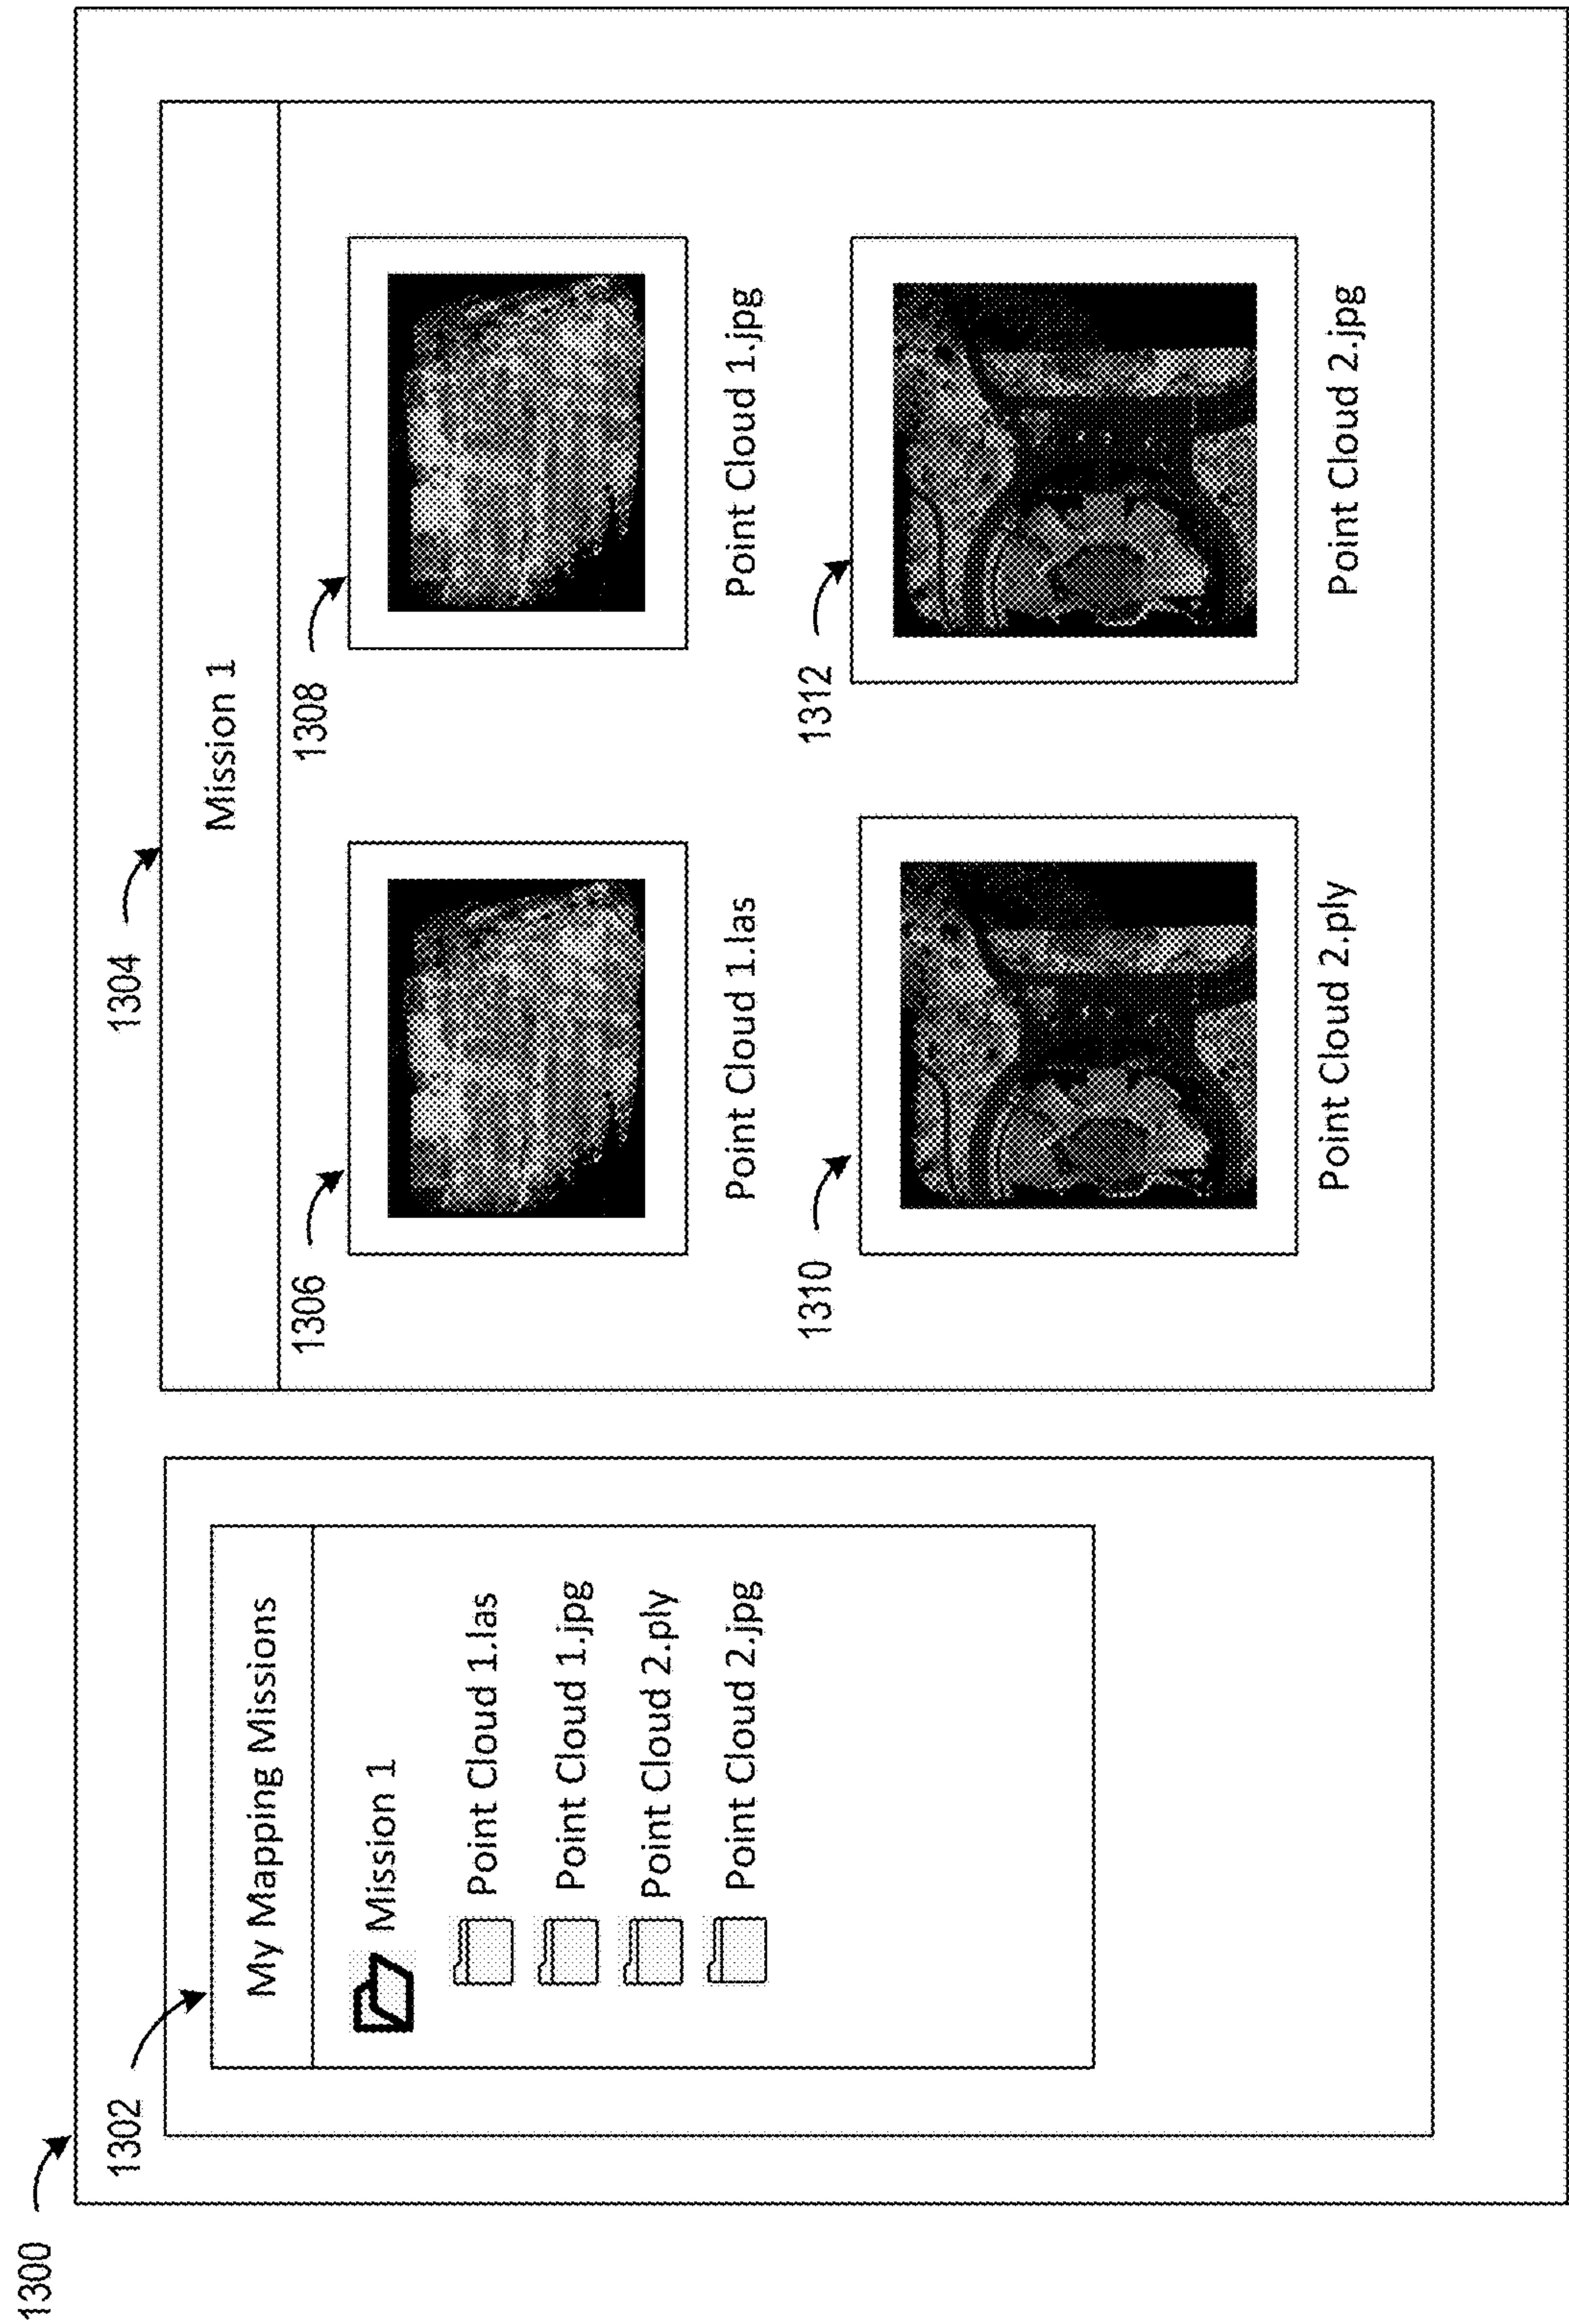 1300
1302
My Mapping Missions
Mission 1
Point Cloud 1.las
Point Cloud 1.jpg
Point Cloud 2.ply
Point Cloud 2.jpg
1304
Mission 1
1306
Point Cloud 1.las
1308
Point Cloud 1.jpg
1310
Point Cloud 2.ply
1312
Point Cloud 2.jpg